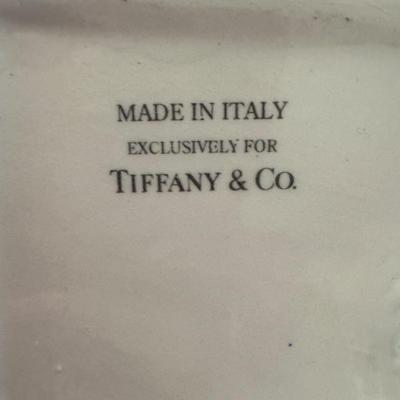 MADE IN ITALY
EXCLUSIVELY FOR
TIFFANY & CO.